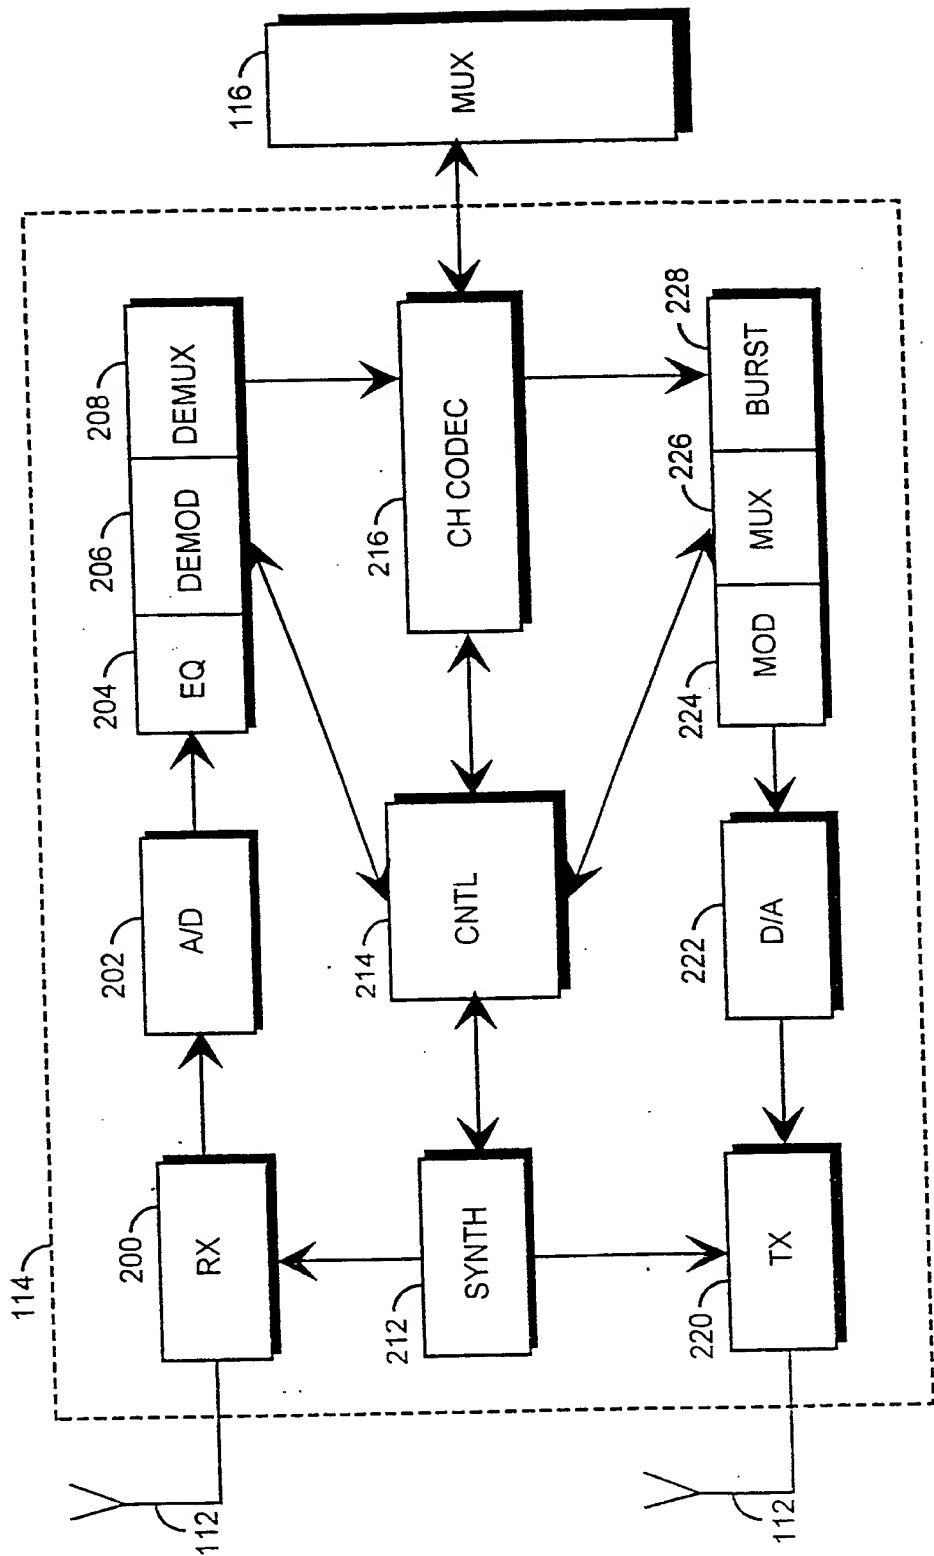 114
112
200
RX
202
A/D
204
EQ
206
DEMOD
208
DEMUX
212
SYNTH
214
CNTL
216
CH CODEC
116
MUX
112
220
TX
222
D/A
224
MOD
226
MUX
228
BURST